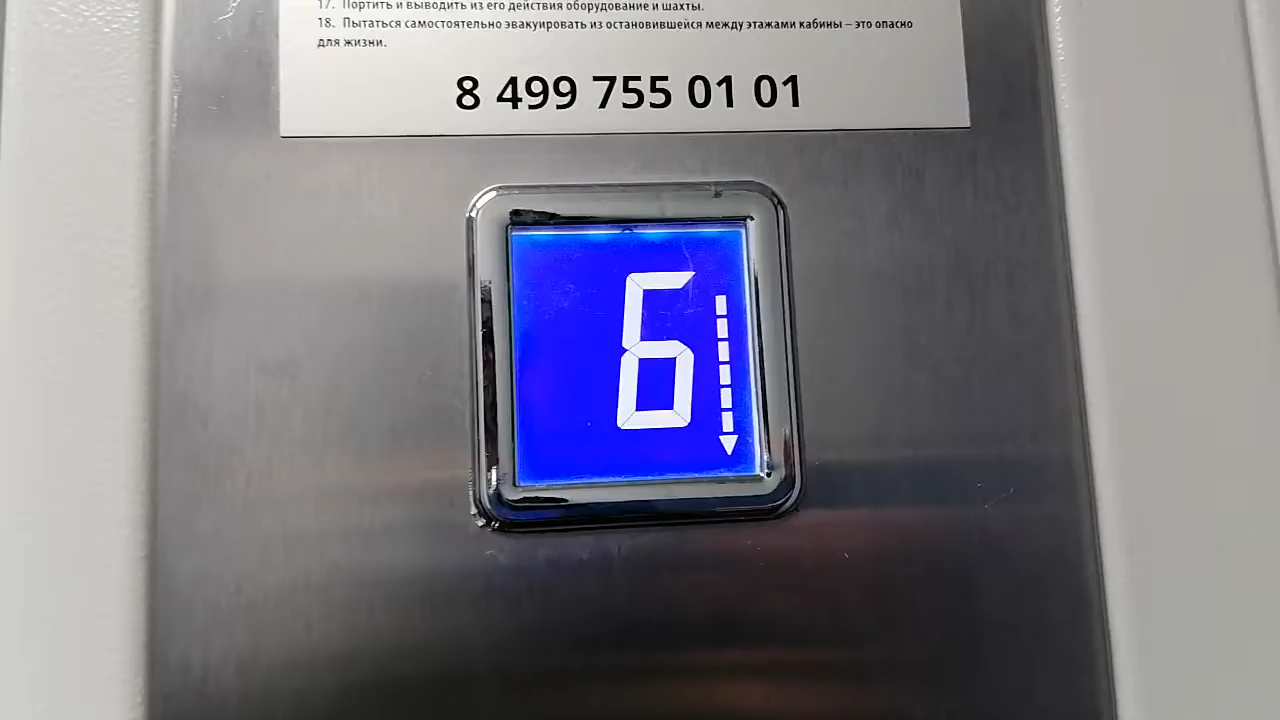 17. Портить и выводить из его действия оборудование и шахты.
18. Пытаться самостоятельно эвакуировать из остановившейся между этажами кабины – это опасно
для жизни.
8 499 755 01 01
6